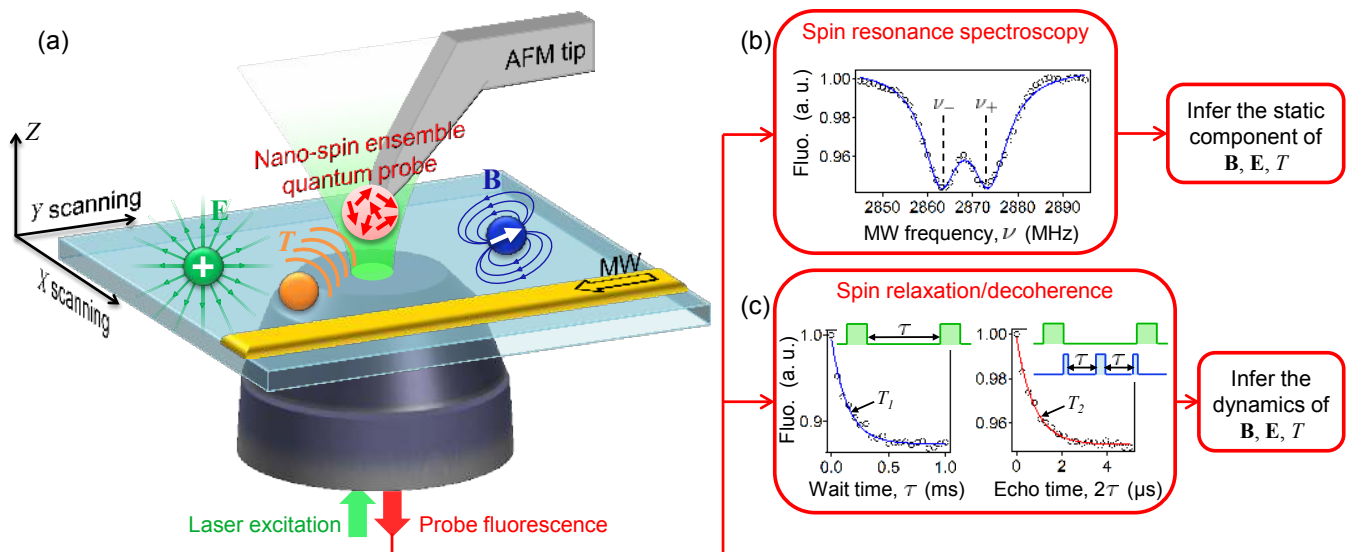 (a)
AFM tip
Nano-spin ensemble
quantum probe
Z
y scanning
X scanning
E
+
T
B
MW
Laser excitation
Probe fluorescence
(b)
Spin resonance spectroscopy
Fluo. (a. u.)
1.00
0.98
0.96
ν−
ν+
2850 2860 2870 2880 2890
MW frequency, ν (MHz)
Infer the static
component of
B, E, T
(c)
Spin relaxation/decoherence
Fluo. (a. u.)
1.0
0.9
τ
T1
0.0 0.5 1.0
Wait time, τ (ms)
1.00
0.98
0.96
τ τ
T2
0 2 4
Echo time, 2τ (µs)
Infer the
dynamics of
B, E, T